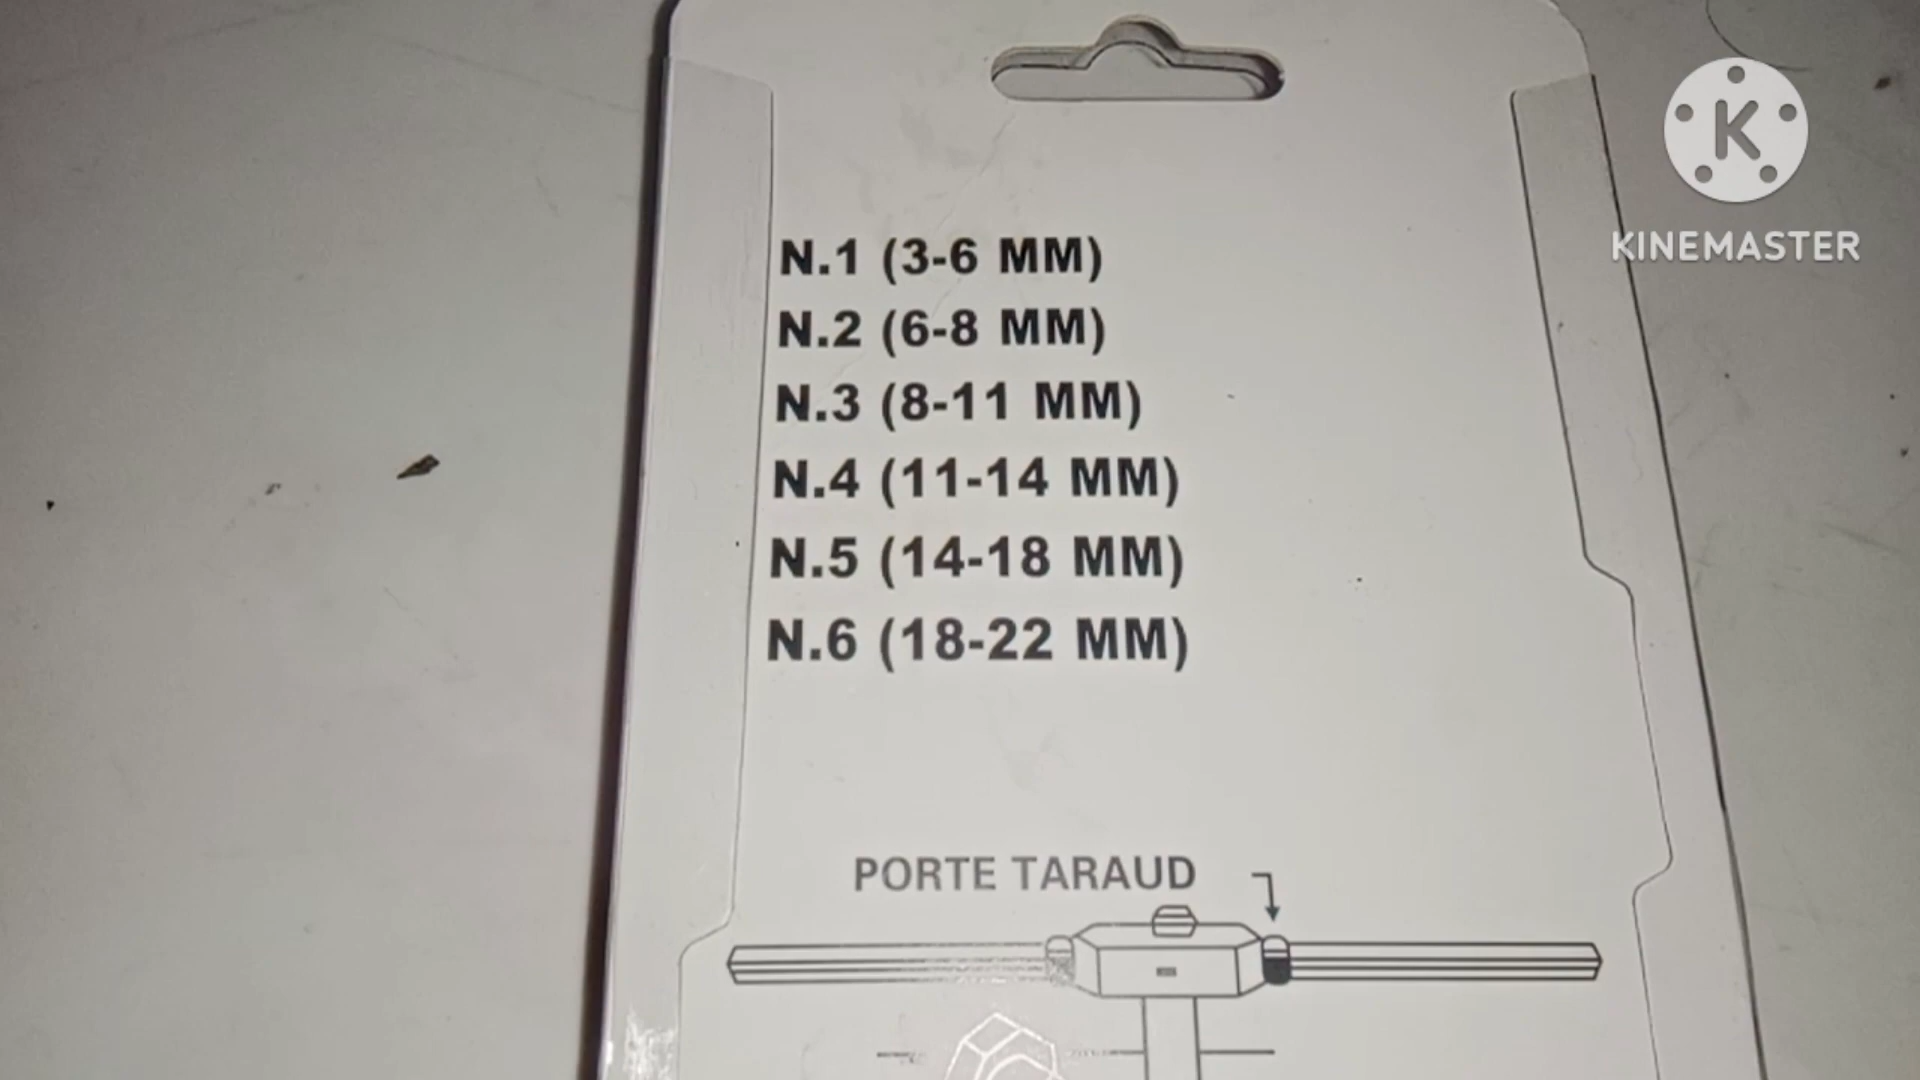 N.1 (3-6 MM)
N.2 (6-8 MM)
N.3 (8-11 MM)
N.4 (11-14 MM)
N.5 (14-18 MM)
N.6 (18-22 MM)
PORTE TARAUD
K
KINEMASTER